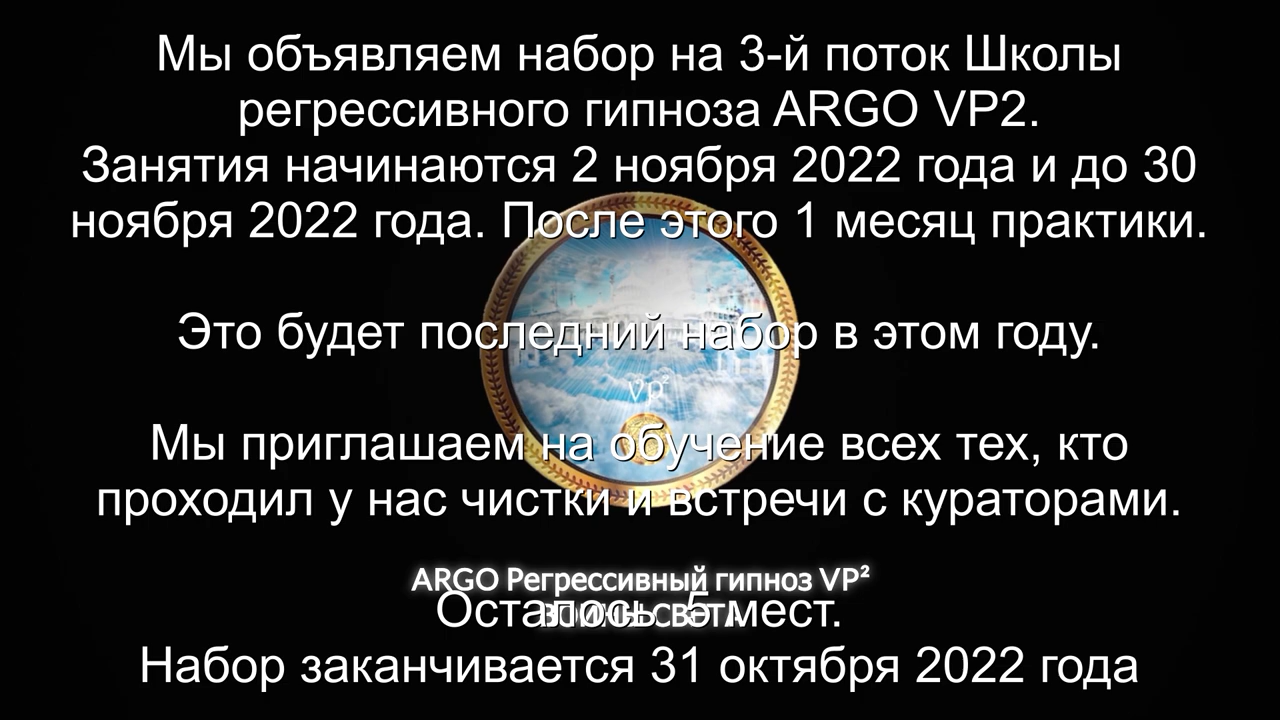 Мы объявляем набор на 3-й поток Школы
регрессивного гипноза ARGO VP2.
Занятия начинаются 2 ноября 2022 года и до 30
ноября 2022 года. После этого 1 месяц практики.
Это будет последний набор в этом году.
VP²
Мы приглашаем на обучение всех тех, кто
проходил у нас чистки и встречи с кураторами.
ARGO Регрессивный гипноз VP²
Осталось 5 мест.
ВОИНЫ СВЕТА
Набор заканчивается 31 октября 2022 года